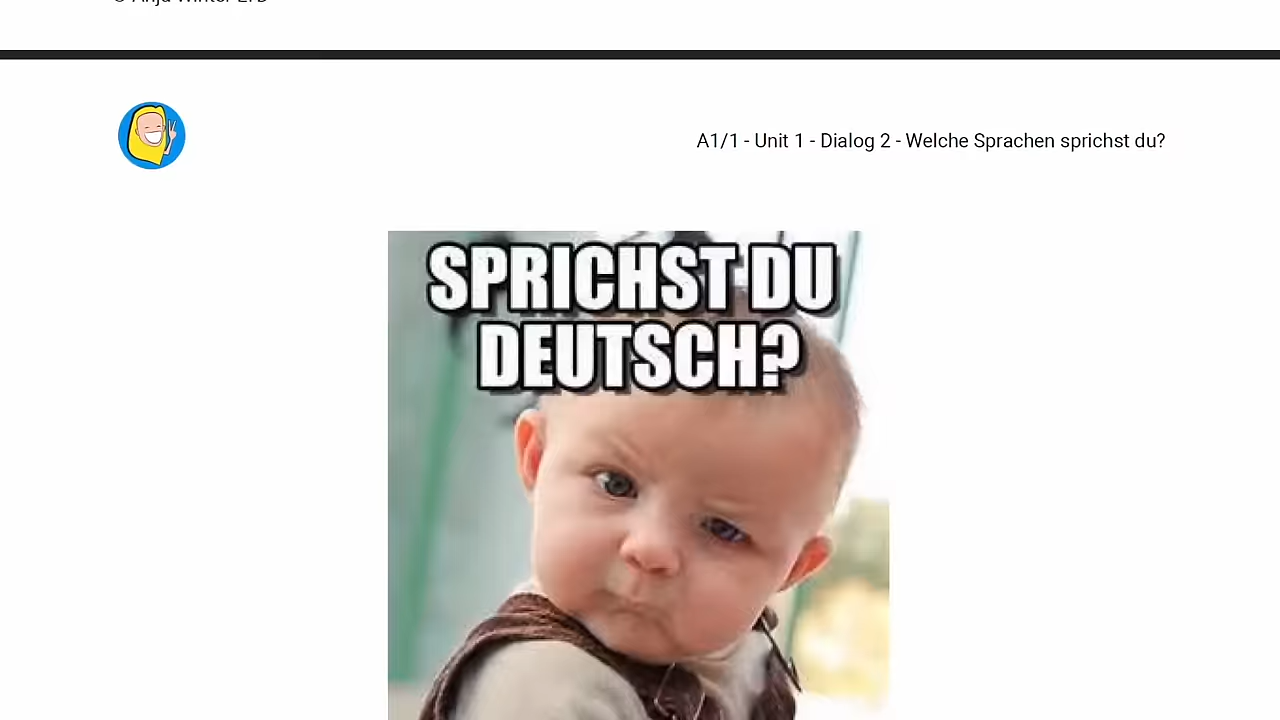 A1/1 - Unit 1 - Dialog 2 - Welche Sprachen sprichst du?
SPRICHST DU
DEUTSCH?